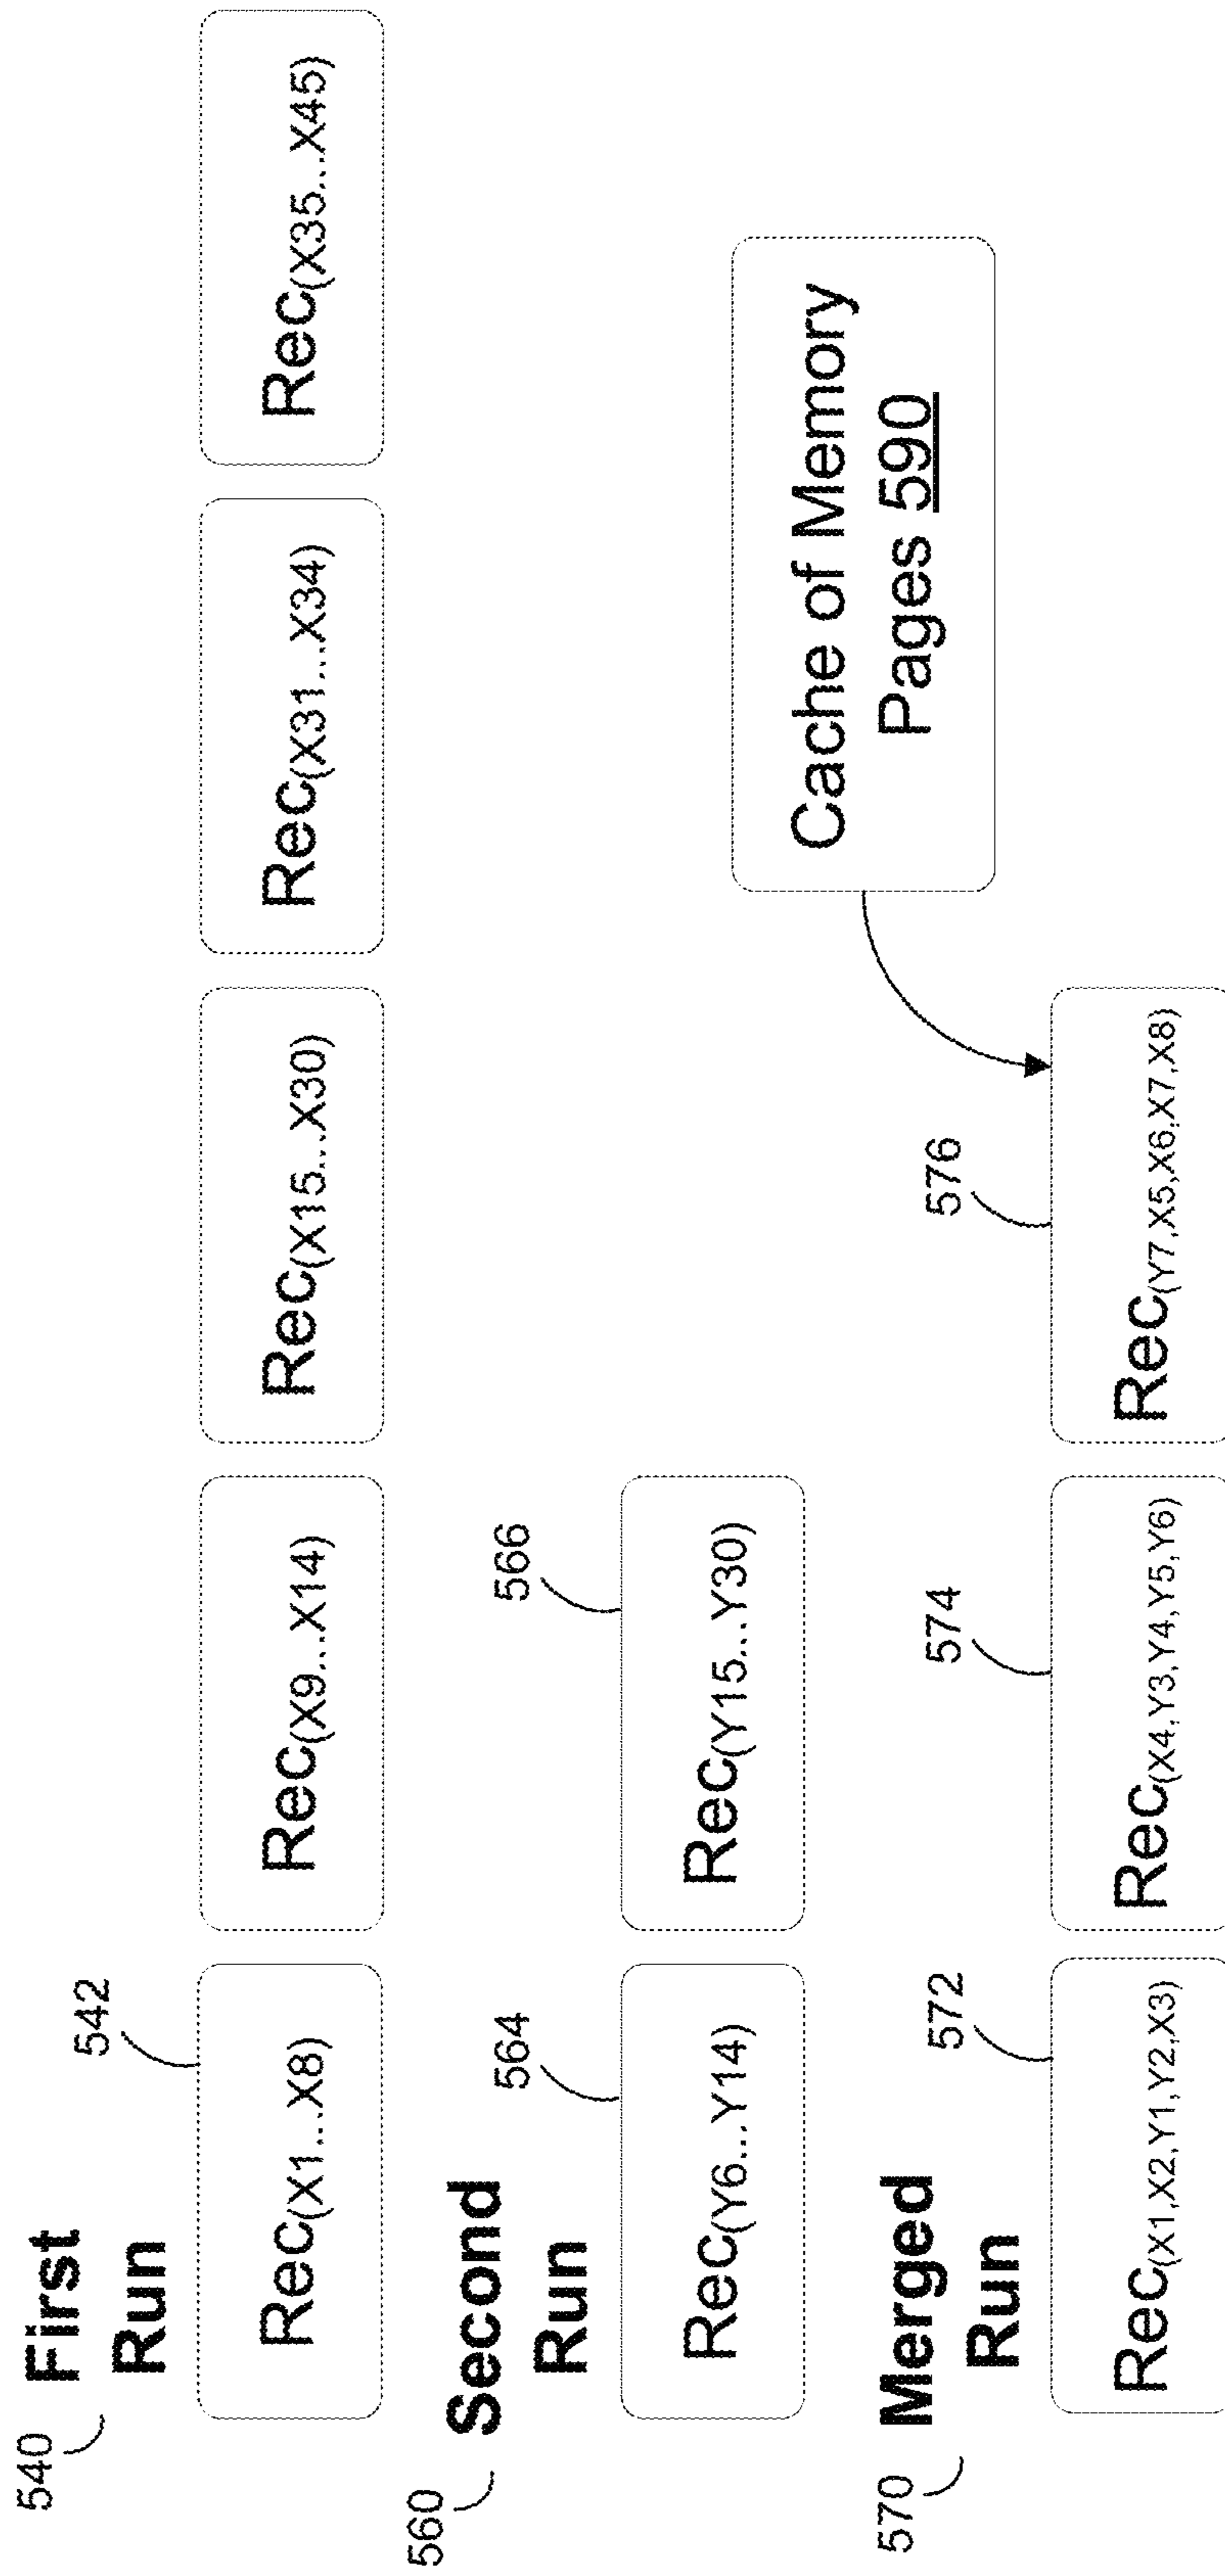 540
First
Run
542
Rec(X1...X8)
Rec(X9...X14)
Rec(X15...X30)
Rec(X31...X34)
Rec(X35...X45)
560
Second
Run
564
Rec(Y6...Y14)
566
Rec(Y15...Y30)
Cache of Memory
Pages 590
570
Merged
Run
572
Rec(X1,X2,Y1,Y2,X3)
574
Rec(X4,Y3,Y4,Y5,Y6)
576
Rec(Y7,X5,X6,X7,X8)